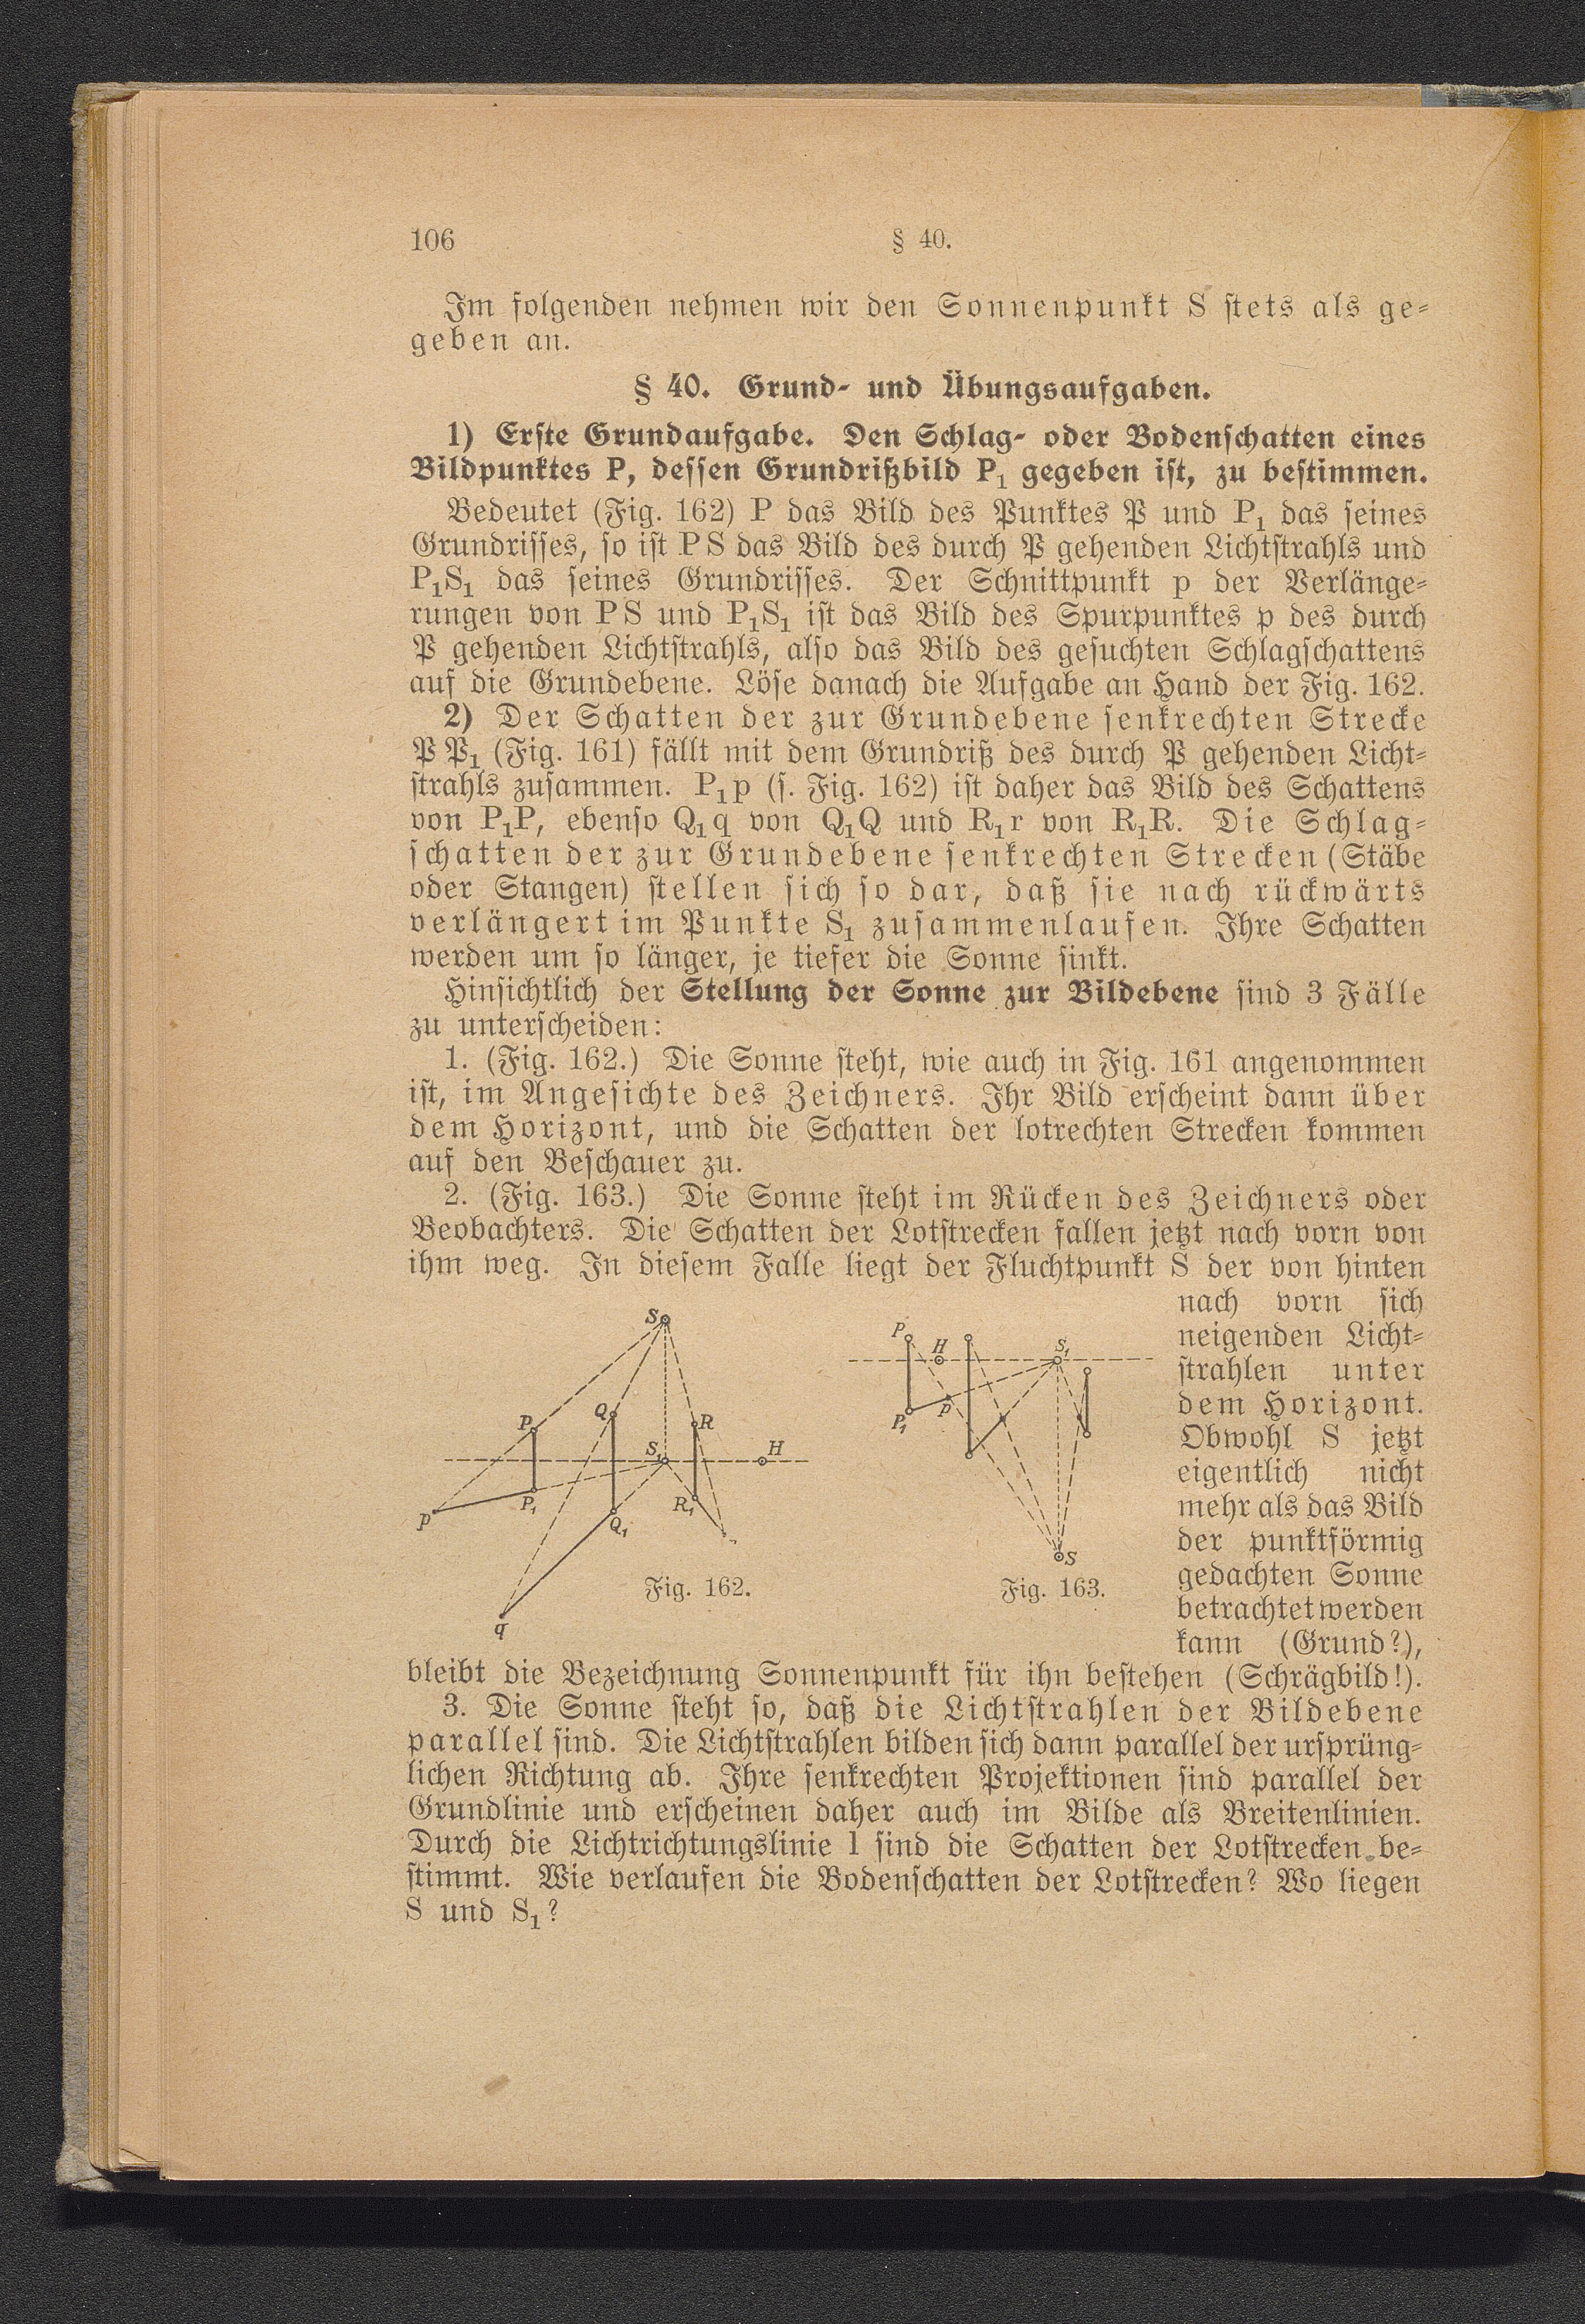 106
§ 40.
Im folgenden nehmen wir den Sonnenpunkt S stets als ge-
geben an.
§ 40. Grund- und Übungsaufgaben.
1) Erste Grundaufgabe. Den Schlag- oder Bodenschatten eines
Bildpunktes P, dessen Grundrißbild P₁ gegeben ist, zu bestimmen.
Bedeutet (Fig. 162) P das Bild des Punktes P und P₁ das seines
Grundrisses, so ist PS das Bild des durch P gehenden Lichtstrahls und
P₁S₁ das seines Grundrisses. Der Schnittpunkt p der Verlänge-
rungen von PS und P₁S₁ ist das Bild des Spurpunktes p des durch
P gehenden Lichtstrahls, also das Bild des gesuchten Schlagschattens
auf die Grundebene. Löse danach die Aufgabe an Hand der Fig. 162.
2) Der Schatten der zur Grundebene senkrechten Strecke
PP₁ (Fig. 161) fällt mit dem Grundriß des durch P gehenden Licht-
strahls zusammen. P₁p (s. Fig. 162) ist daher das Bild des Schattens
von P₁P, ebenso Q₁q von Q₁Q und R₁r von R₁R. Die Schlag-
schatten der zur Grundebene senkrechten Strecken (Stäbe
oder Stangen) stellen sich so dar, daß sie nach rückwärts
verlängert im Punkte S₁ zusammenlaufen. Ihre Schatten
werden um so länger, je tiefer die Sonne sinkt.
Hinsichtlich der Stellung der Sonne zur Bildebene sind 3 Fälle
zu unterscheiden:
1. (Fig. 162.) Die Sonne steht, wie auch in Fig. 161 angenommen
ist, im Angesichte des Zeichners. Ihr Bild erscheint dann über
dem Horizont, und die Schatten der lotrechten Strecken kommen
auf den Beschauer zu.
2. (Fig. 163.) Die Sonne steht im Rücken des Zeichners oder
Beobachters. Die Schatten der Lotstrecken fallen jetzt nach vorn von
ihm weg. In diesem Falle liegt der Fluchtpunkt S der von hinten
nach vorn sich
neigenden Licht-
strahlen unter
dem Horizont.
Obwohl S jetzt
eigentlich nicht
mehr als das Bild
der punktförmig
gedachten Sonne
betrachtet werden
kann (Grund?),
S
P
Q
R
S₁
H
p
P₁
Q₁
R₁
q
Fig. 162.
P
H
S₁
P₁
p
S
Fig. 163.
bleibt die Bezeichnung Sonnenpunkt für ihn bestehen (Schrägbild!).
3. Die Sonne steht so, daß die Lichtstrahlen der Bildebene
parallel sind. Die Lichtstrahlen bilden sich dann parallel der ursprüng-
lichen Richtung ab. Ihre senkrechten Projektionen sind parallel der
Grundlinie und erscheinen daher auch im Bilde als Breitenlinien.
Durch die Lichtrichtungslinie l sind die Schatten der Lotstrecken be-
stimmt. Wie verlaufen die Bodenschatten der Lotstrecken? Wo liegen
S und S₁?